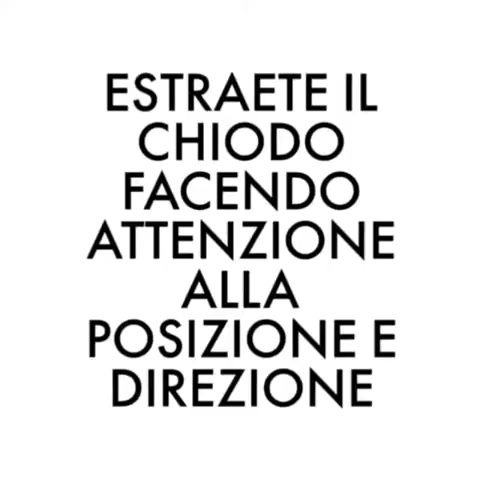 ESTRAETE IL
CHIODO
FACENDO
ATTENZIONE
ALLA
POSIZIONE E
DIREZIONE